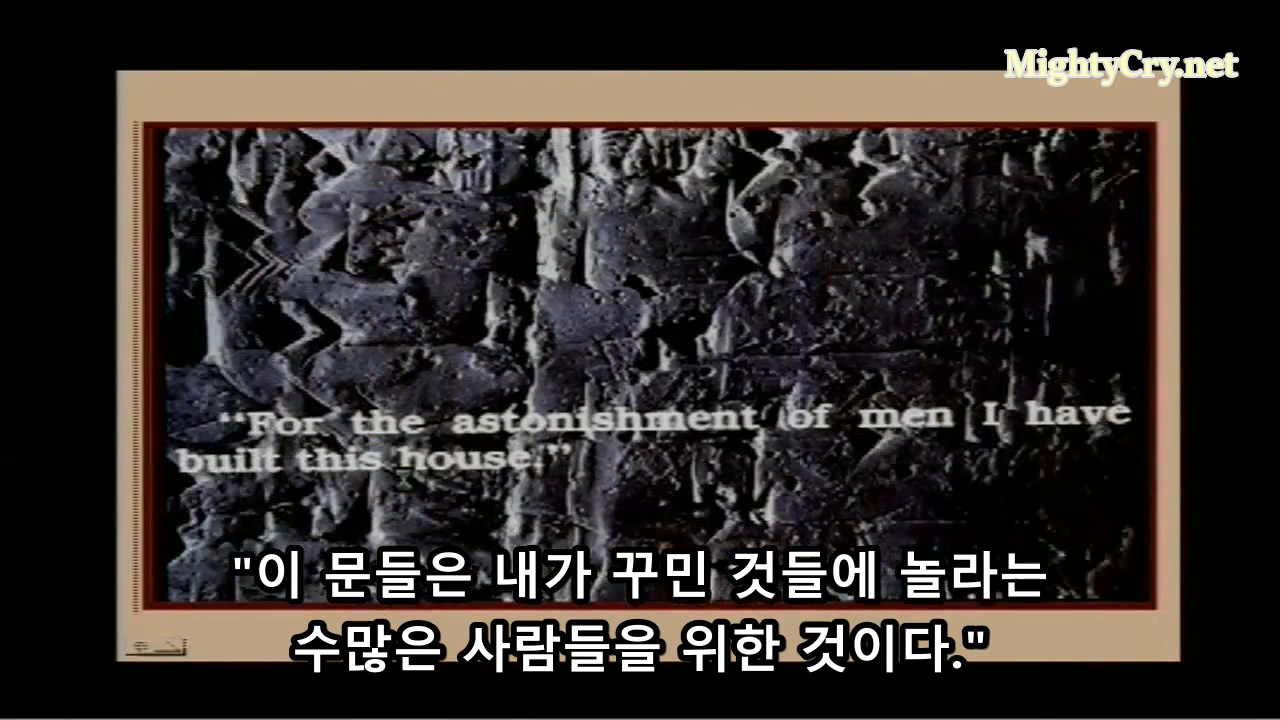 MightyCry.net
“For the astonishment of men I have
built this house.”
"이 문들은 내가 꾸민 것들에 놀라는
수많은 사람들을 위한 것이다."